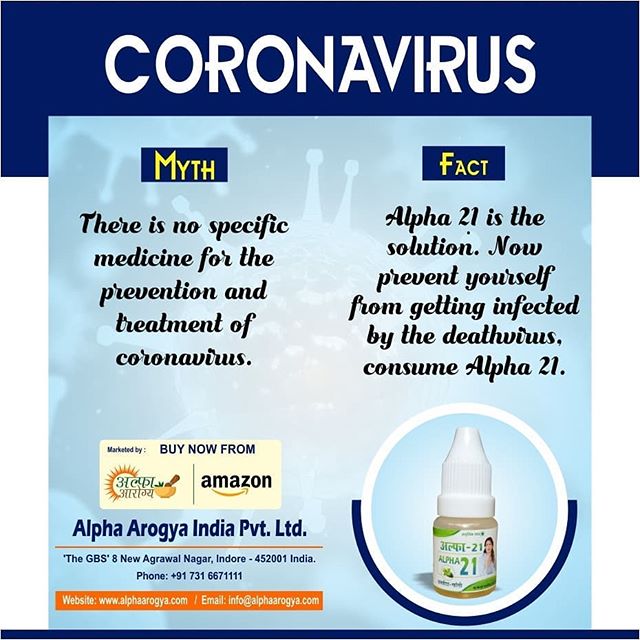 CORONAVIRUS
MYTH
There is no specific
medicine for the
prevention and
treatment of
coronavirus.
FACT
Alpha 21 is the
solution. Now
prevent yourself
from getting infected
by the deathvirus,
consume Alpha 21.
Marketed by : BUY NOW FROM
अल्फा
आरोग्य
amazon
Alpha Arogya India Pvt. Ltd.
'The GBS' 8 New Agrawal Nagar, Indore - 452001 India.
Phone: +91 731 6671111
Website: www.alphaarogya.com / Email: info@alphaarogya.com
अल्फा-21
ALPHA
21